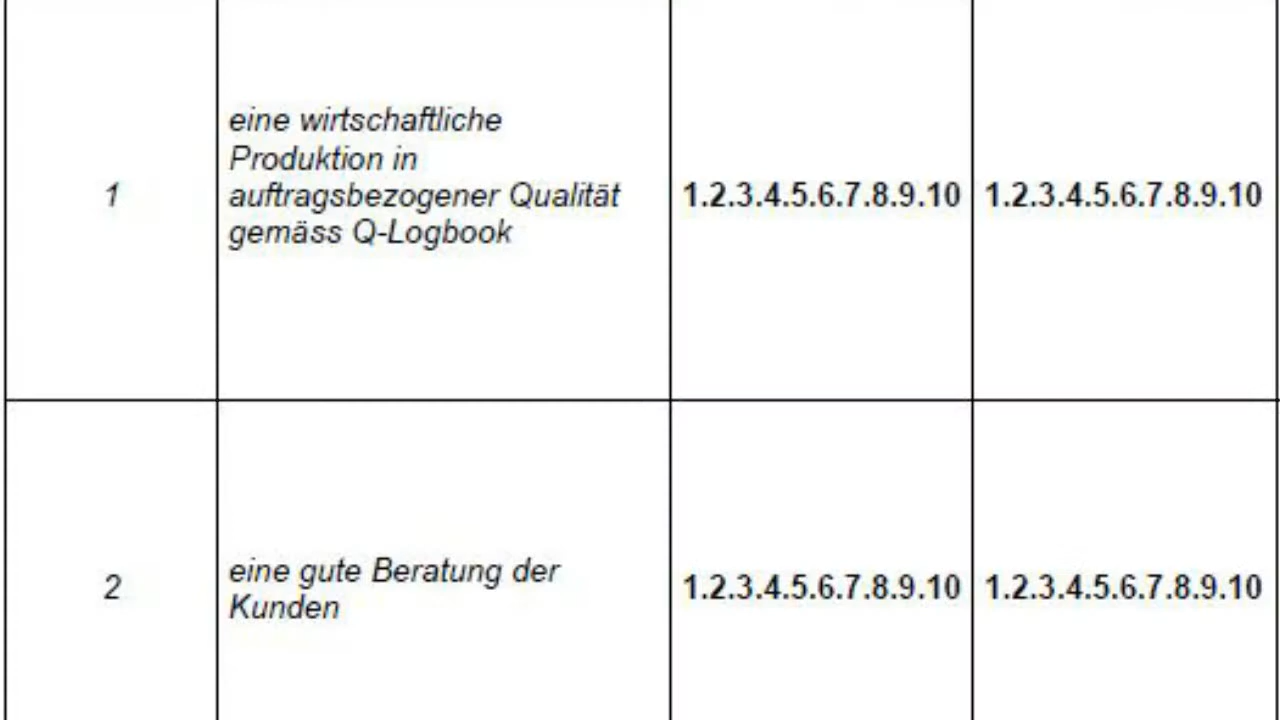 eine wirtschaftliche
Produktion in
1 auftragsbezogener Qualität 1.2.3.4.5.6.7.8.9.10 1.2.3.4.5.6.7.8.9.10
gemäss Q-Logbook
eine gute Beratung der
2 1.2.3.4.5.6.7.8.9.10 1.2.3.4.5.6.7.8.9.10
Kunden